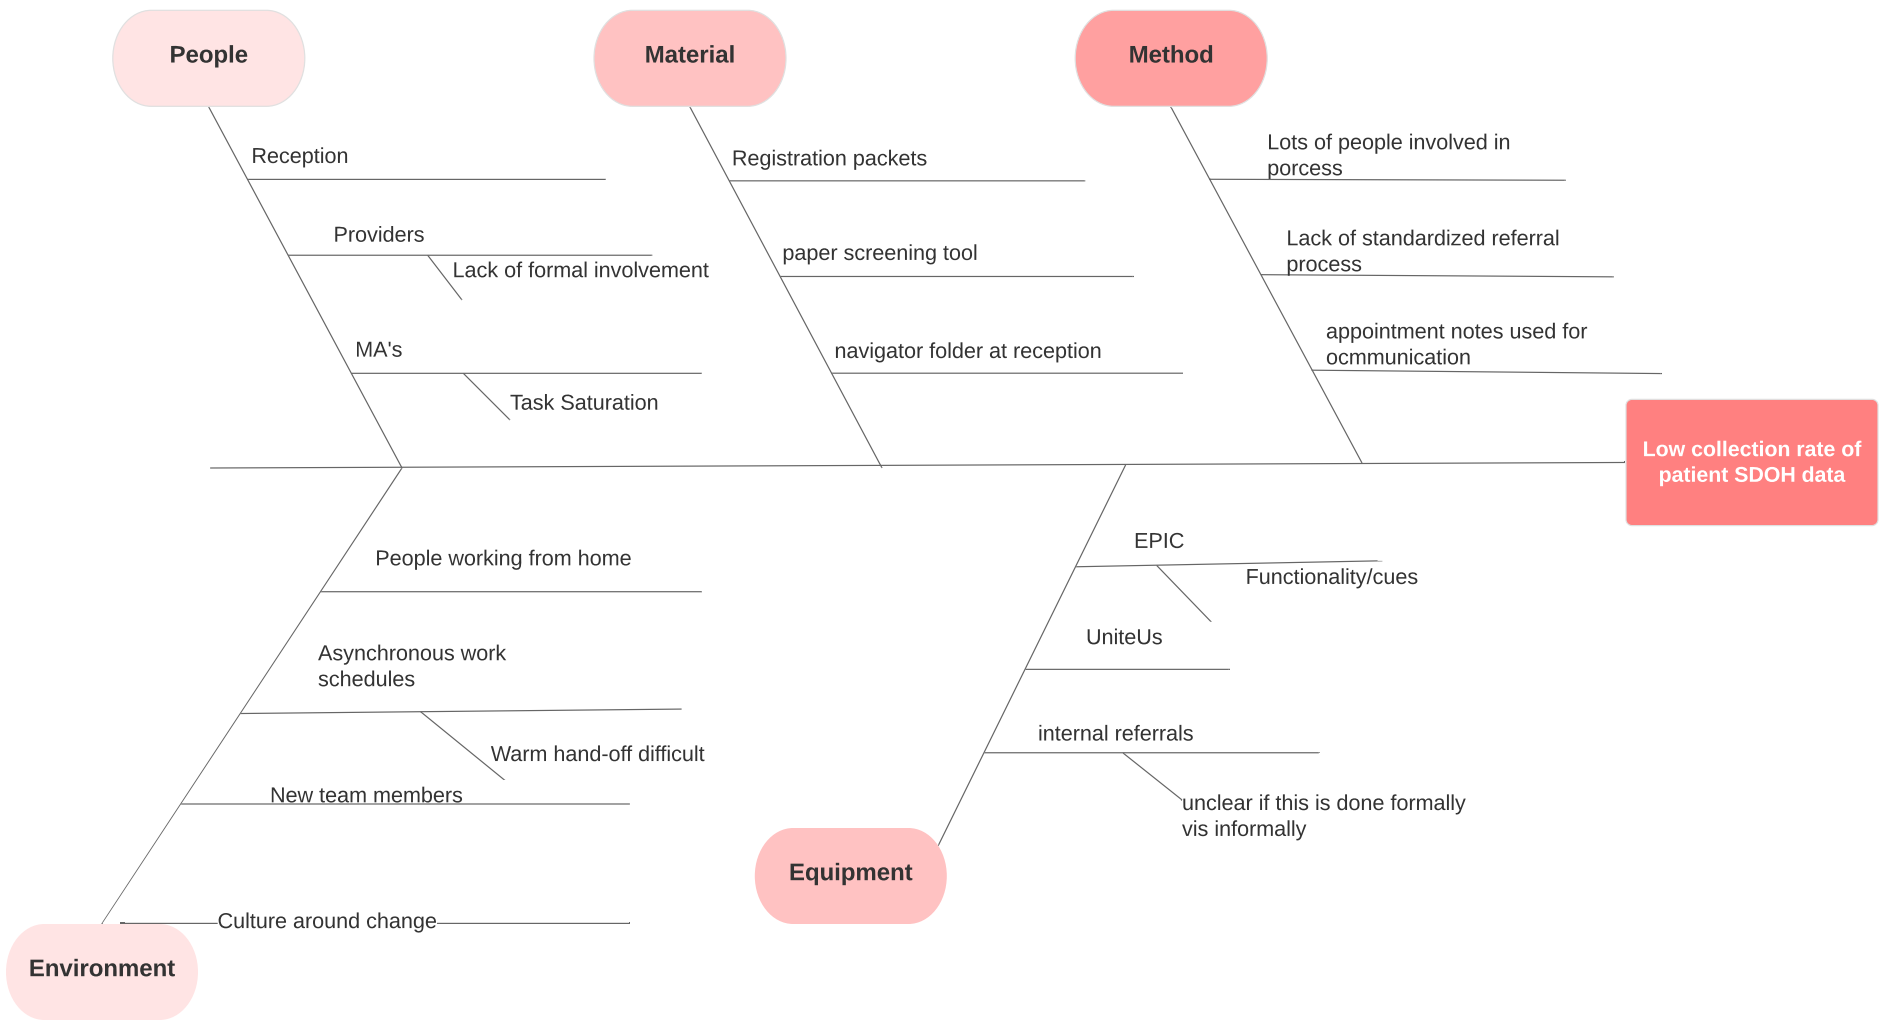 People
Material
Method
Reception
Providers
Lack of formal involvement
MA's
Task Saturation
Registration packets
paper screening tool
navigator folder at reception
Lots of people involved in
porcess
Lack of standardized referral
process
appointment notes used for
ocmmunication
Low collection rate of
patient SDOH data
People working from home
Asynchronous work
schedules
Warm hand-off difficult
New team members
Culture around change
Environment
EPIC
Functionality/cues
UniteUs
internal referrals
unclear if this is done formally
vis informally
Equipment